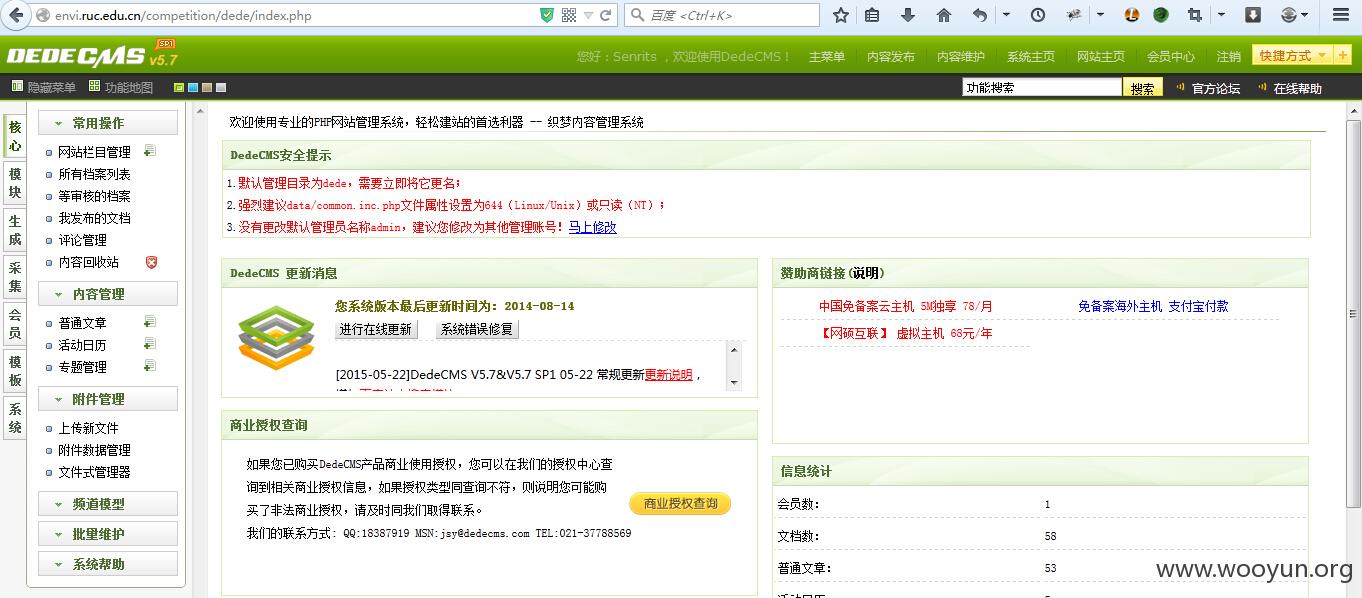 envi.ruc.edu.cn/competition/dede/index.php
百度 <Ctrl+K>
DEDECMS v5.7 SP1
您好：Senrits ，欢迎使用DedeCMS！ 主菜单 内容发布 内容维护 系统主页 网站主页 会员中心 注销 快捷方式 +
隐藏菜单 功能地图
功能搜索 搜索 官方论坛 在线帮助
核心
模块
生成
采集
会员
模板
系统
常用操作
网站栏目管理
所有档案列表
等审核的档案
我发布的文档
评论管理
内容回收站
内容管理
普通文章
活动日历
专题管理
附件管理
上传新文件
附件数据管理
文件式管理器
频道模型
批量维护
系统帮助
欢迎使用专业的PHP网站管理系统，轻松建站的首选利器 -- 织梦内容管理系统
DedeCMS安全提示
1. 默认管理目录为dede，需要立即将它更名；
2. 强烈建议data/common.inc.php文件属性设置为644（Linux/Unix）或只读（NT）；
3. 没有更改默认管理员名称admin，建议您修改为其他管理账号！ 马上修改
DedeCMS 更新消息
您系统版本最后更新时间为：2014-08-14
进行在线更新 系统错误修复
[2015-05-22]DedeCMS V5.7&V5.7 SP1 05-22 常规更新更新说明，
商业授权查询
如果您已购买DedeCMS产品商业使用授权，您可以在我们的授权中心查
询到相关商业授权信息，如果授权类型同查询不符，则说明您可能购
买了非法商业授权，请及时同我们取得联系。
我们的联系方式：QQ:18387919 MSN:jsy@dedecms.com TEL:021-37788569
商业授权查询
赞助商链接(说明)
中国免备案云主机 5M独享 78/月 免备案海外主机 支付宝付款
【网硕互联】 虚拟主机 68元/年
信息统计
会员数： 1
文档数： 58
普通文章： 53
活动日历：
www.wooyun.org